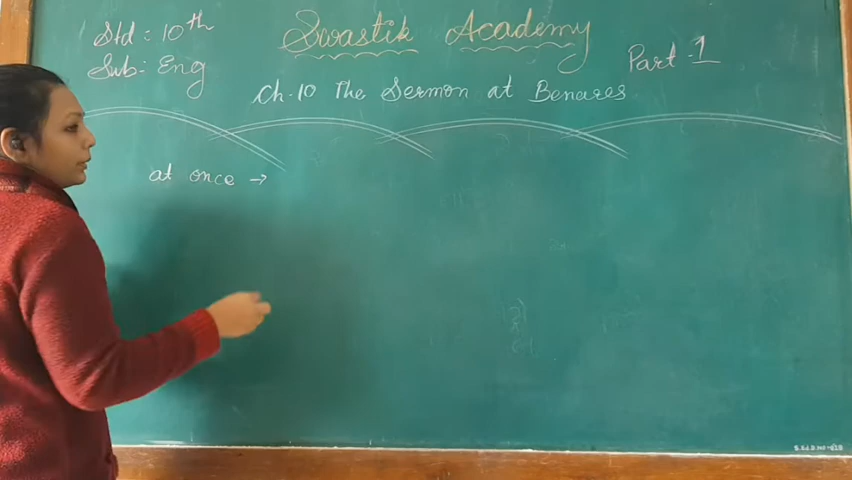 Std : 10th
Swastik Academy
Sub: Eng
Part - 1
Ch. 10 The Sermon at Benares
at once →